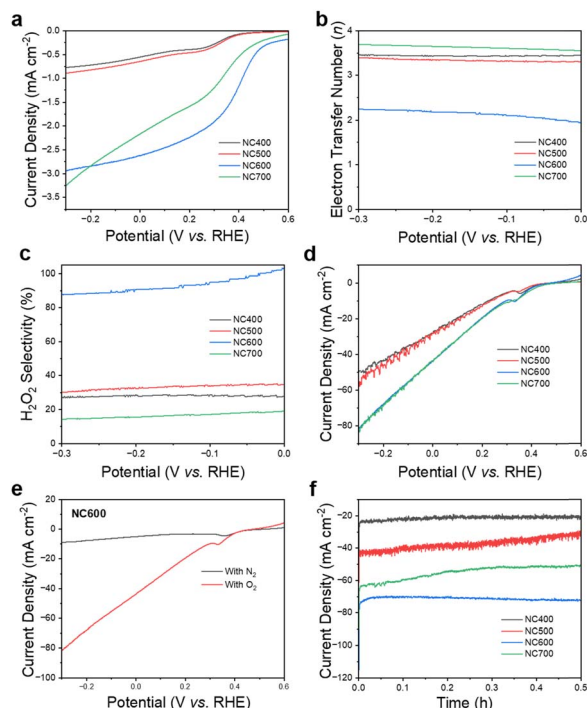 a
Current Density (mA cm⁻²)
0.0
-0.5
-1.0
-1.5
-2.0
-2.5
-3.0
-3.5
NC400
NC500
NC600
NC700
-0.2
0.0
0.2
0.4
0.6
Potential (V vs. RHE)
b
Electron Transfer Number (n)
4
3
2
1
0
NC400
NC500
NC600
NC700
-0.3
-0.2
-0.1
0.0
Potential (V vs. RHE)
c
H₂O₂ Selectivity (%)
100
80
60
40
20
0
NC400
NC500
NC600
NC700
-0.3
-0.2
-0.1
0.0
Potential (V vs. RHE)
d
Current Density (mA cm⁻²)
0
-20
-40
-60
-80
NC400
NC500
NC600
NC700
-0.2
0.0
0.2
0.4
0.6
Potential (V vs. RHE)
e
NC600
Current Density (mA cm⁻²)
20
0
-20
-40
-60
-80
-100
With N₂
With O₂
-0.2
0.0
0.2
0.4
0.6
Potential (V vs. RHE)
f
Current Density (mA cm⁻²)
-20
-40
-60
-80
-100
-120
NC400
NC500
NC600
NC700
0.0
0.1
0.2
0.3
0.4
0.5
Time (h)